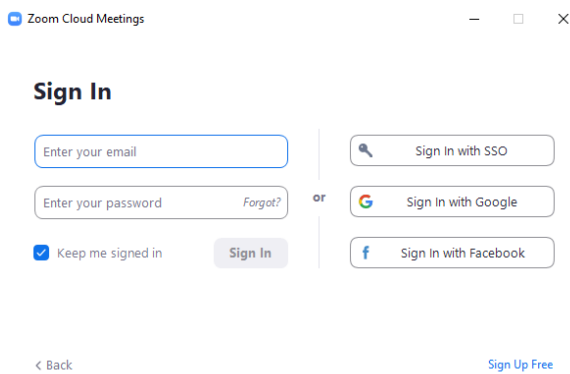 Zoom Cloud Meetings
Sign In
Enter your email
Enter your password Forgot?
Keep me signed in Sign In
or
Sign In with SSO
Sign In with Google
Sign In with Facebook
Back
Sign Up Free